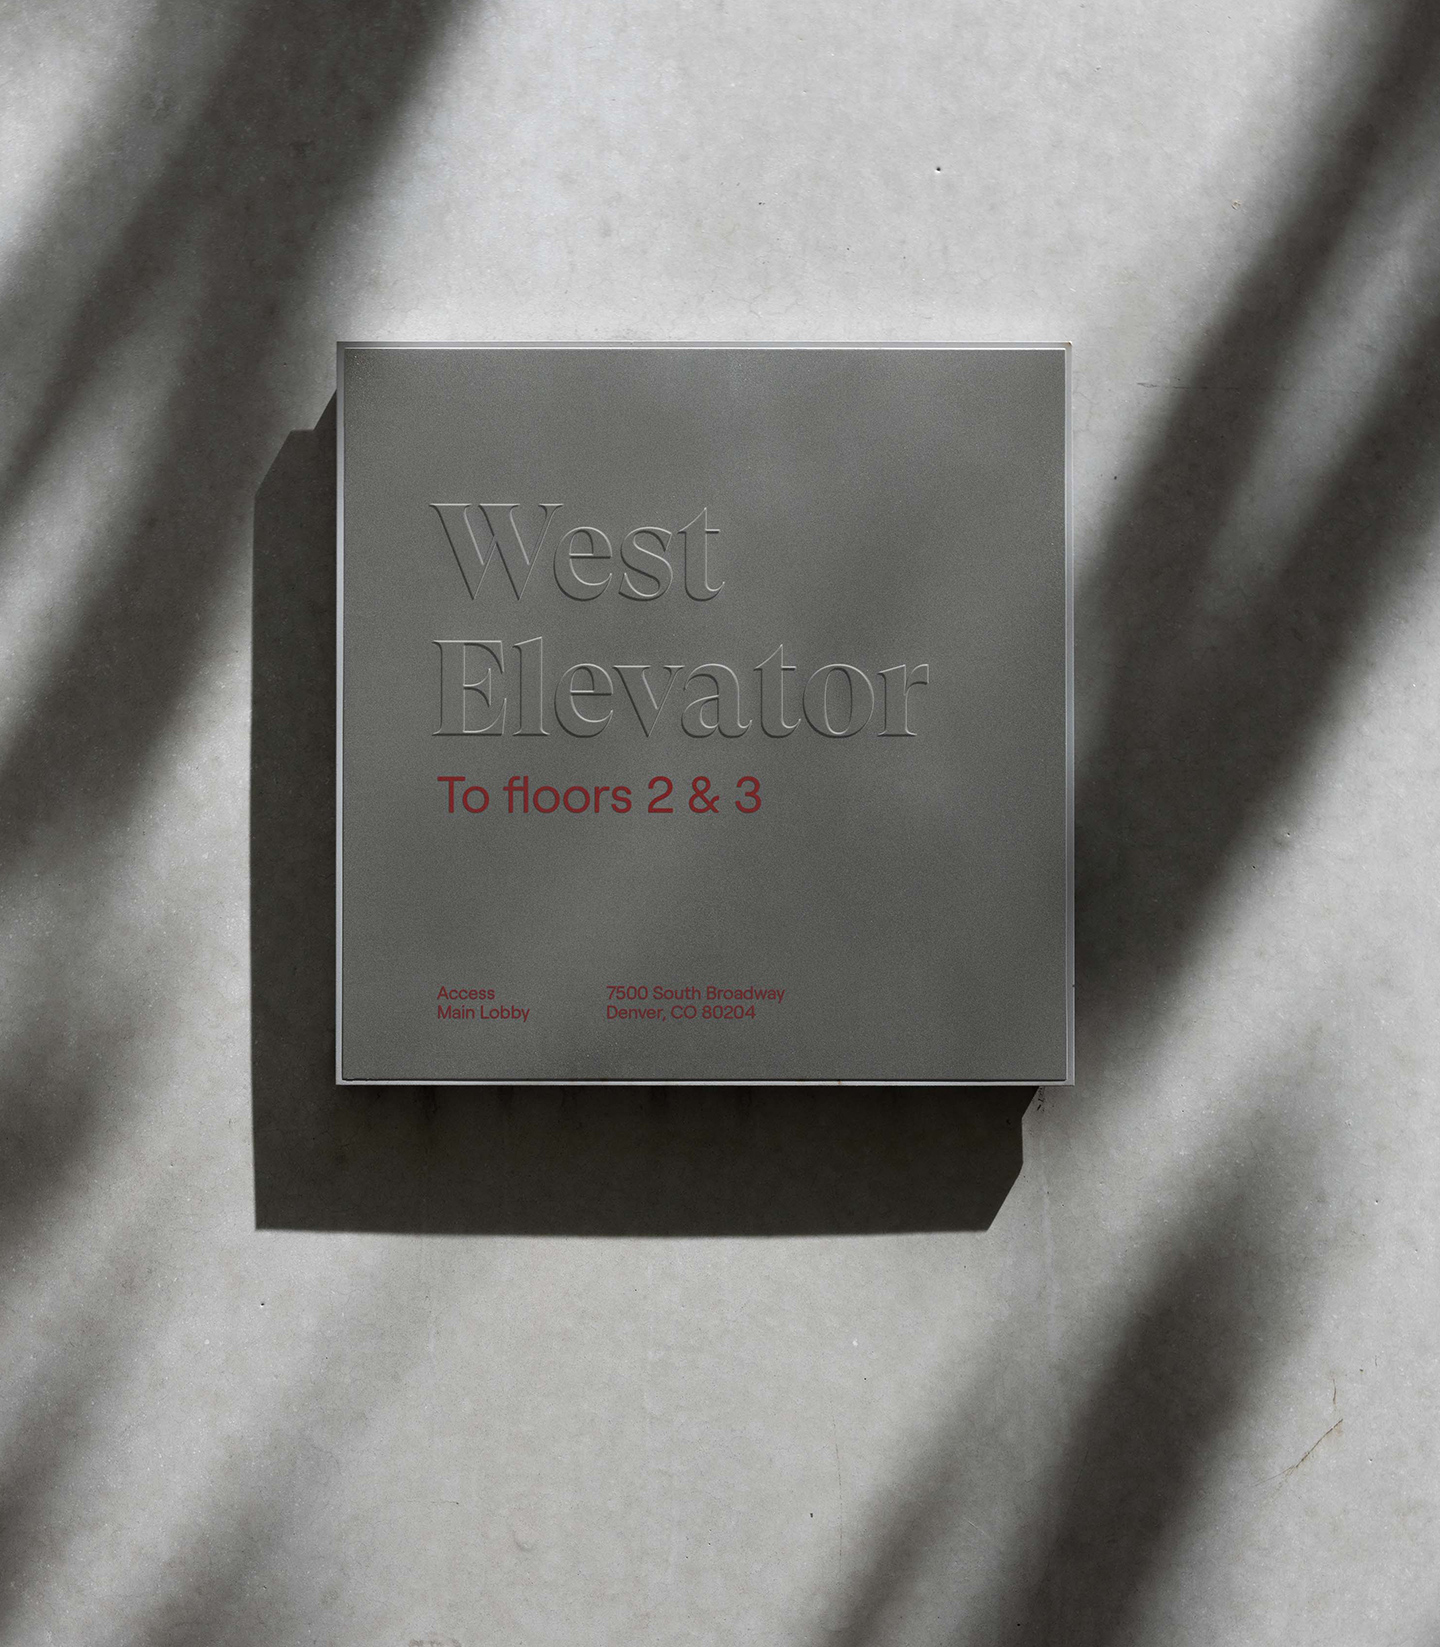 West
Elevator
To floors 2 & 3
Access
Main Lobby
7500 South Broadway
Denver, CO 80204